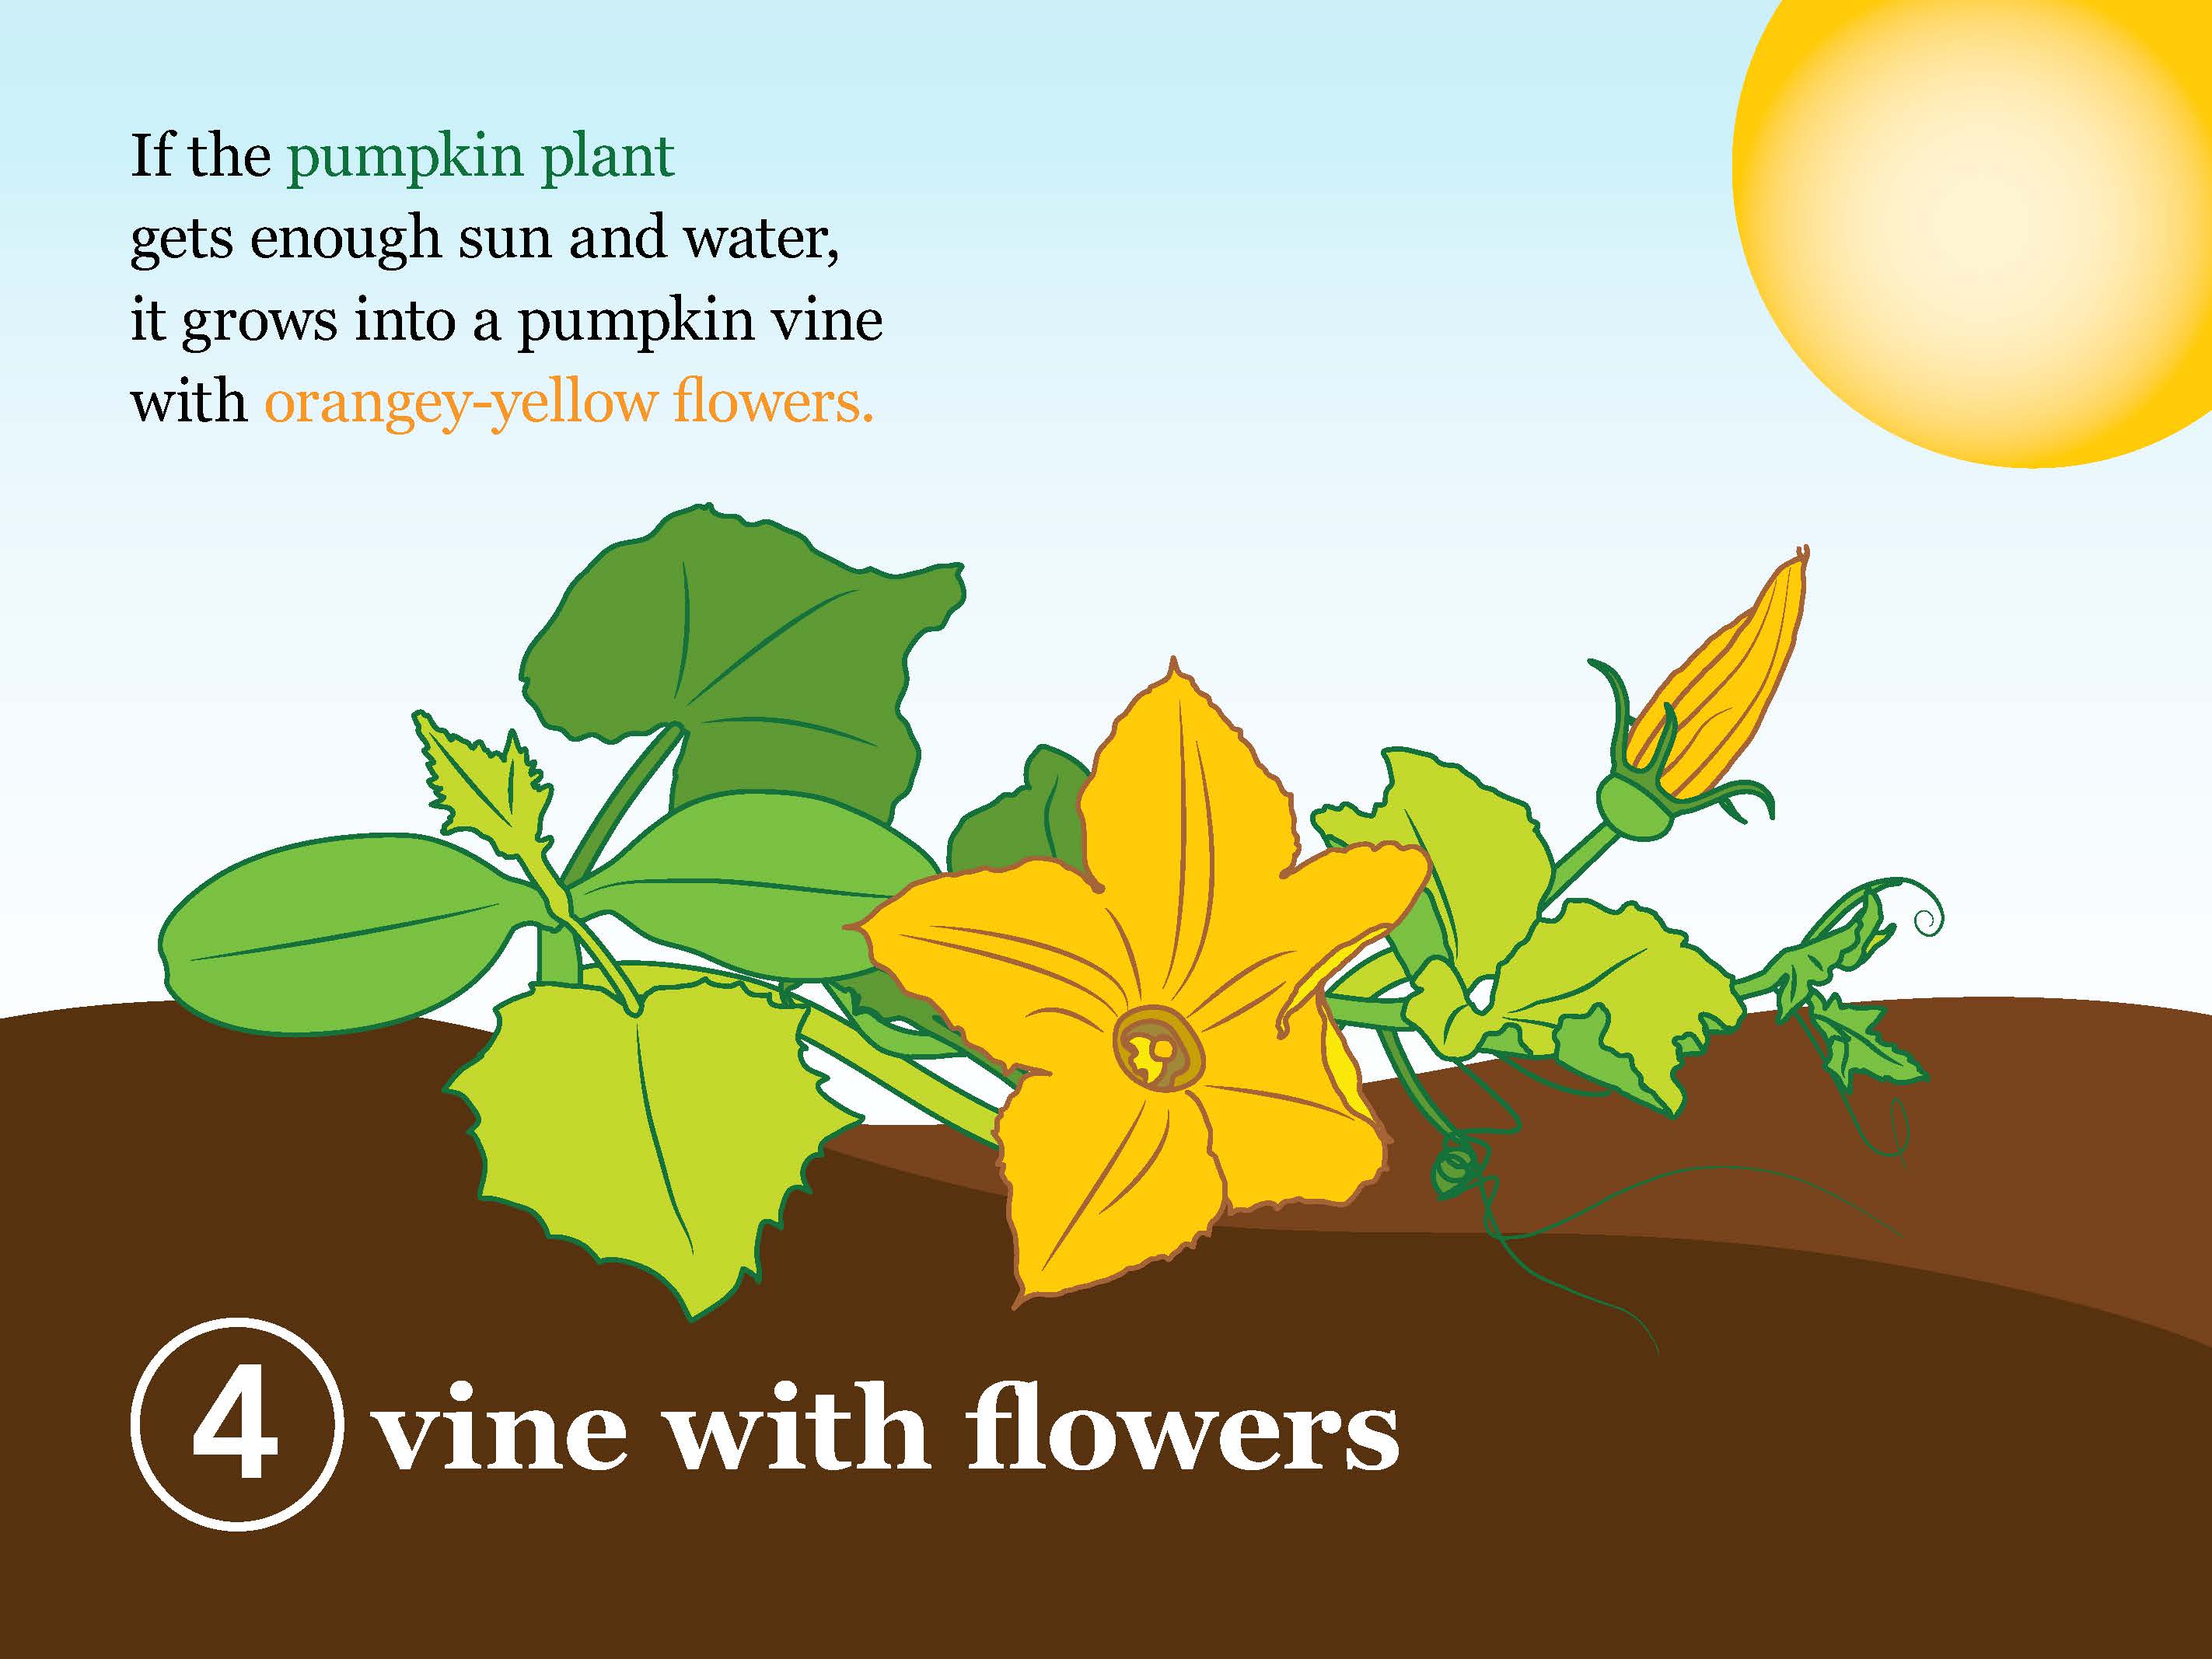 If the pumpkin plant
gets enough sun and water,
it grows into a pumpkin vine
with orangey-yellow flowers.
4 vine with flowers